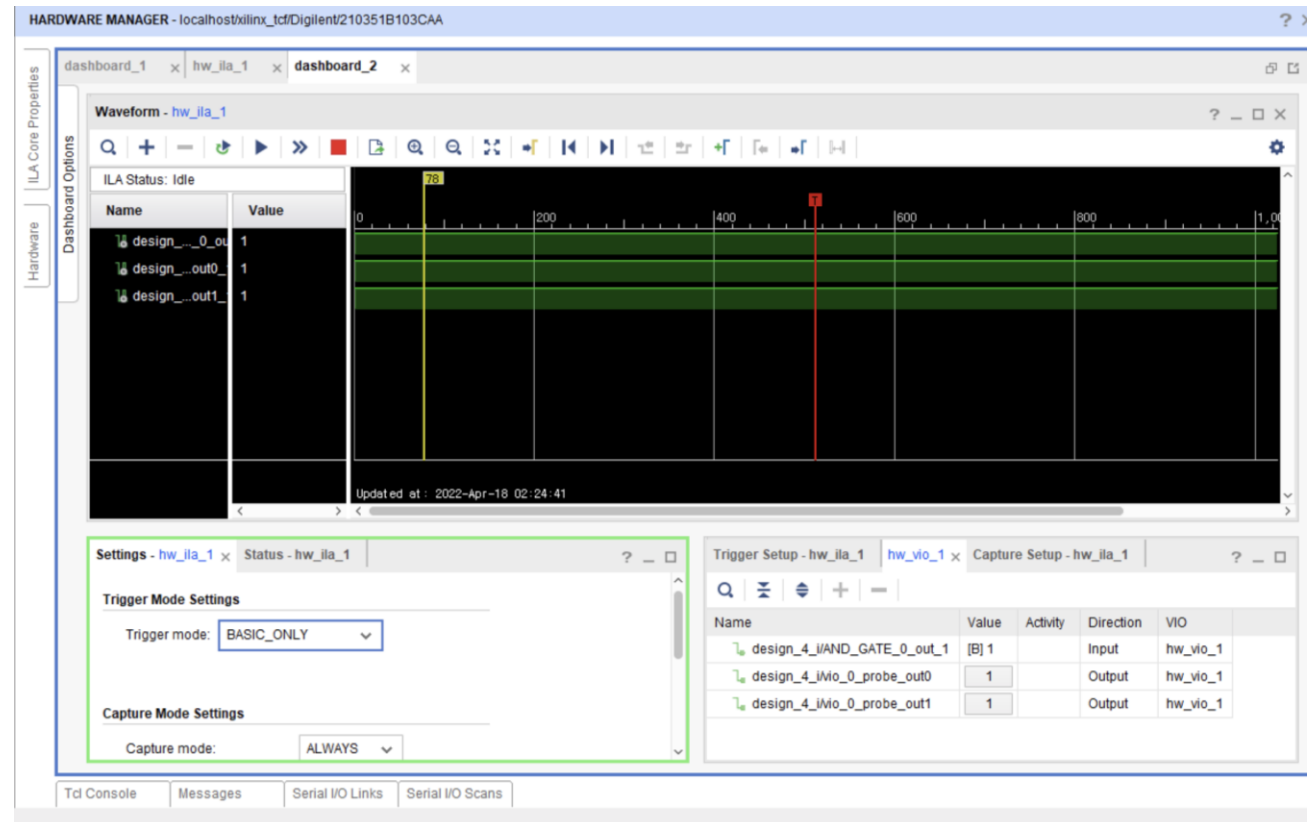 HARDWARE MANAGER - localhost/xilinx_tcf/Digilent/210351B103CAA
dashboard_1 hw_ila_1 dashboard_2
ILA Core Properties
Hardware
Dashboard Options
Waveform - hw_ila_1
ILA Status: Idle
Name Value
design_..._0_ou 1
design_...out0_ 1
design_...out1_ 1
78
T
0 200 400 600 800 1,00
Updated at: 2022-Apr-18 02:24:41
Settings - hw_ila_1 Status - hw_ila_1
Trigger Mode Settings
Trigger mode: BASIC_ONLY
Capture Mode Settings
Capture mode: ALWAYS
Trigger Setup - hw_ila_1 hw_vio_1 Capture Setup - hw_ila_1
Name Value Activity Direction VIO
design_4_i/AND_GATE_0_out_1 [B] 1 Input hw_vio_1
design_4_i/vio_0_probe_out0 1 Output hw_vio_1
design_4_i/vio_0_probe_out1 1 Output hw_vio_1
Tcl Console Messages Serial I/O Links Serial I/O Scans